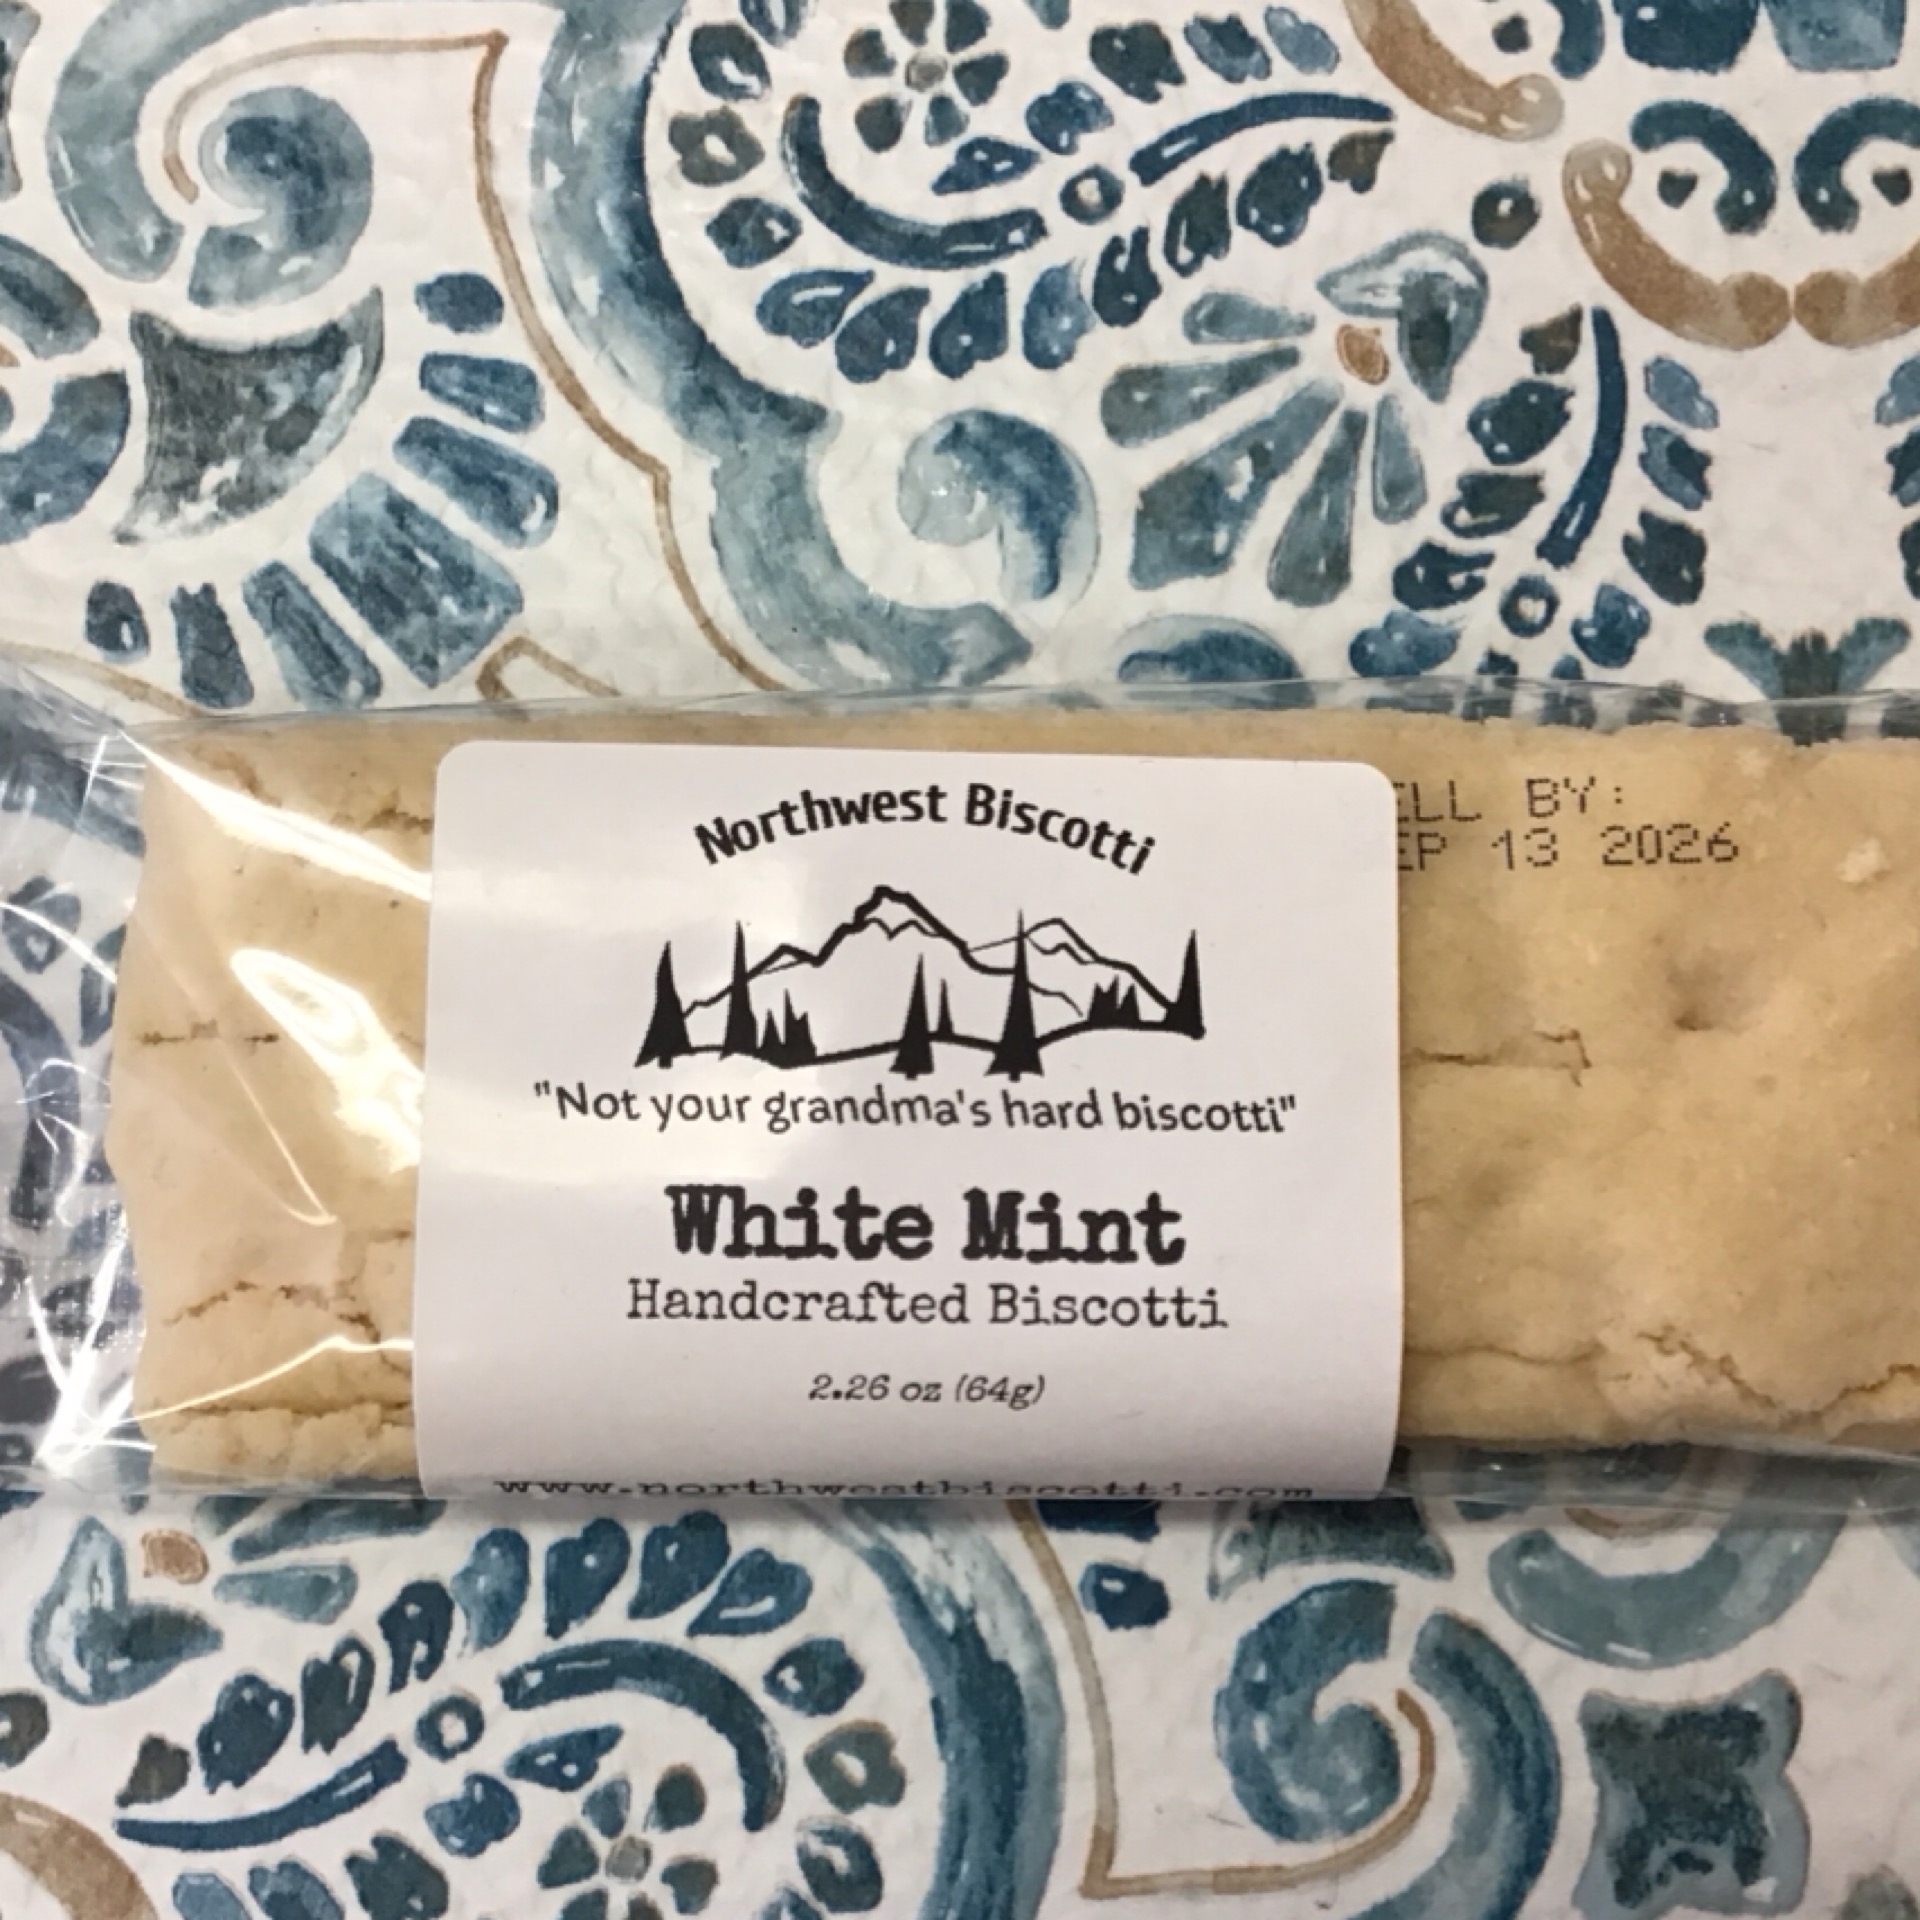 Northwest Biscotti
ELL BY:
EP 13 2026
"Not your grandma's hard biscotti"
White Mint
Handcrafted Biscotti
2.26 oz (64g)
www.northwestbiscotti.com